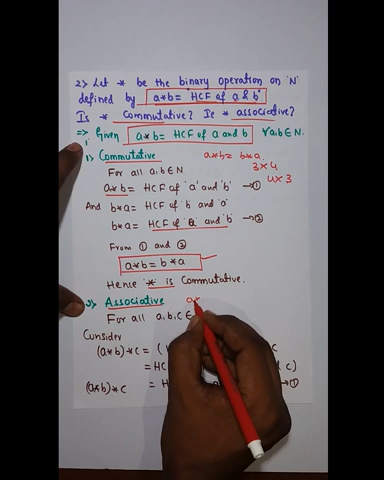 2) Let * be the binary operation on 'N'
defined by a*b = HCF of a & b.
Is * commutative? Is * associative?
=> Given a*b = HCF of a and b ∀ a,b ∈ N.
1) Commutative a*b = b*a.
For all a,b ∈ N 3×4
a*b = HCF of 'a' and 'b' →① 4×3
And b*a = HCF of 'b' and 'a'
b*a = HCF of 'a' and 'b' →②
From ① and ②
a*b = b*a
Hence '*' is Commutative.
2) Associative a*
For all a,b,c ∈
Consider
(a*b)*c = ( c
= HC c)
(a*b)*c = H →①